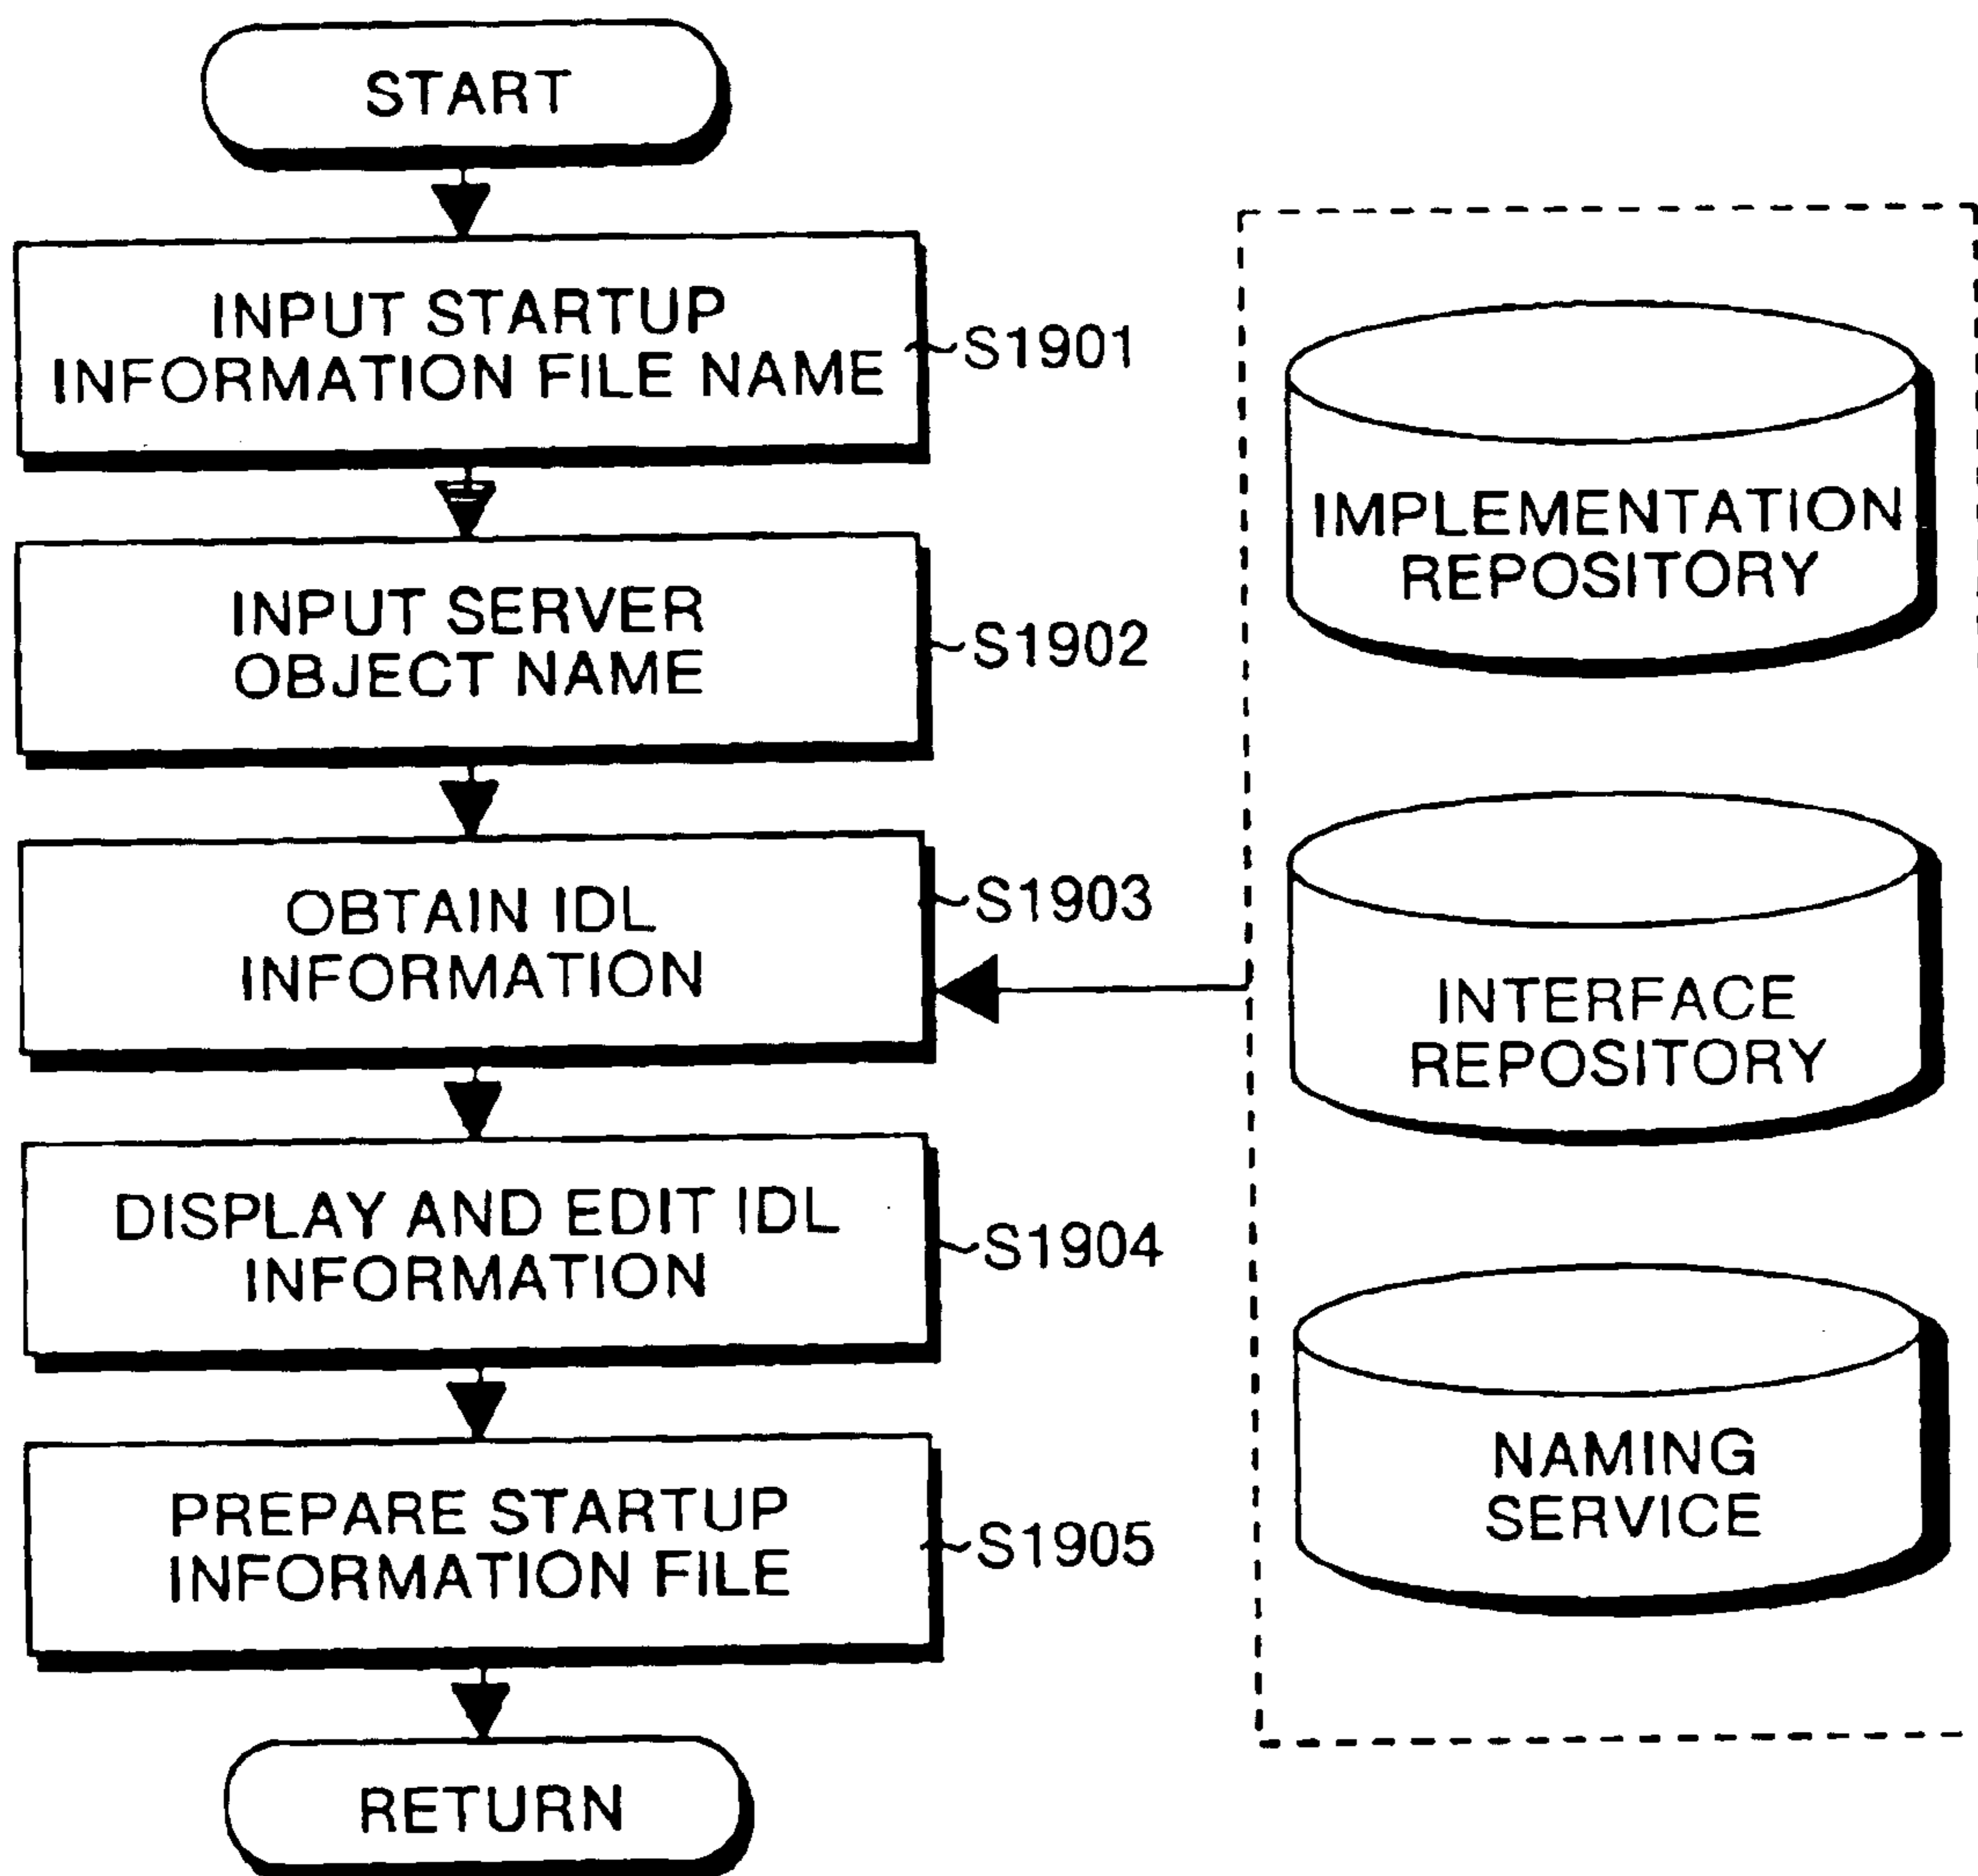 START
INPUT STARTUP
INFORMATION FILE NAME
S1901
INPUT SERVER
OBJECT NAME
S1902
OBTAIN IDL
INFORMATION
S1903
DISPLAY AND EDIT IDL
INFORMATION
S1904
PREPARE STARTUP
INFORMATION FILE
S1905
RETURN
IMPLEMENTATION
REPOSITORY
INTERFACE
REPOSITORY
NAMING
SERVICE